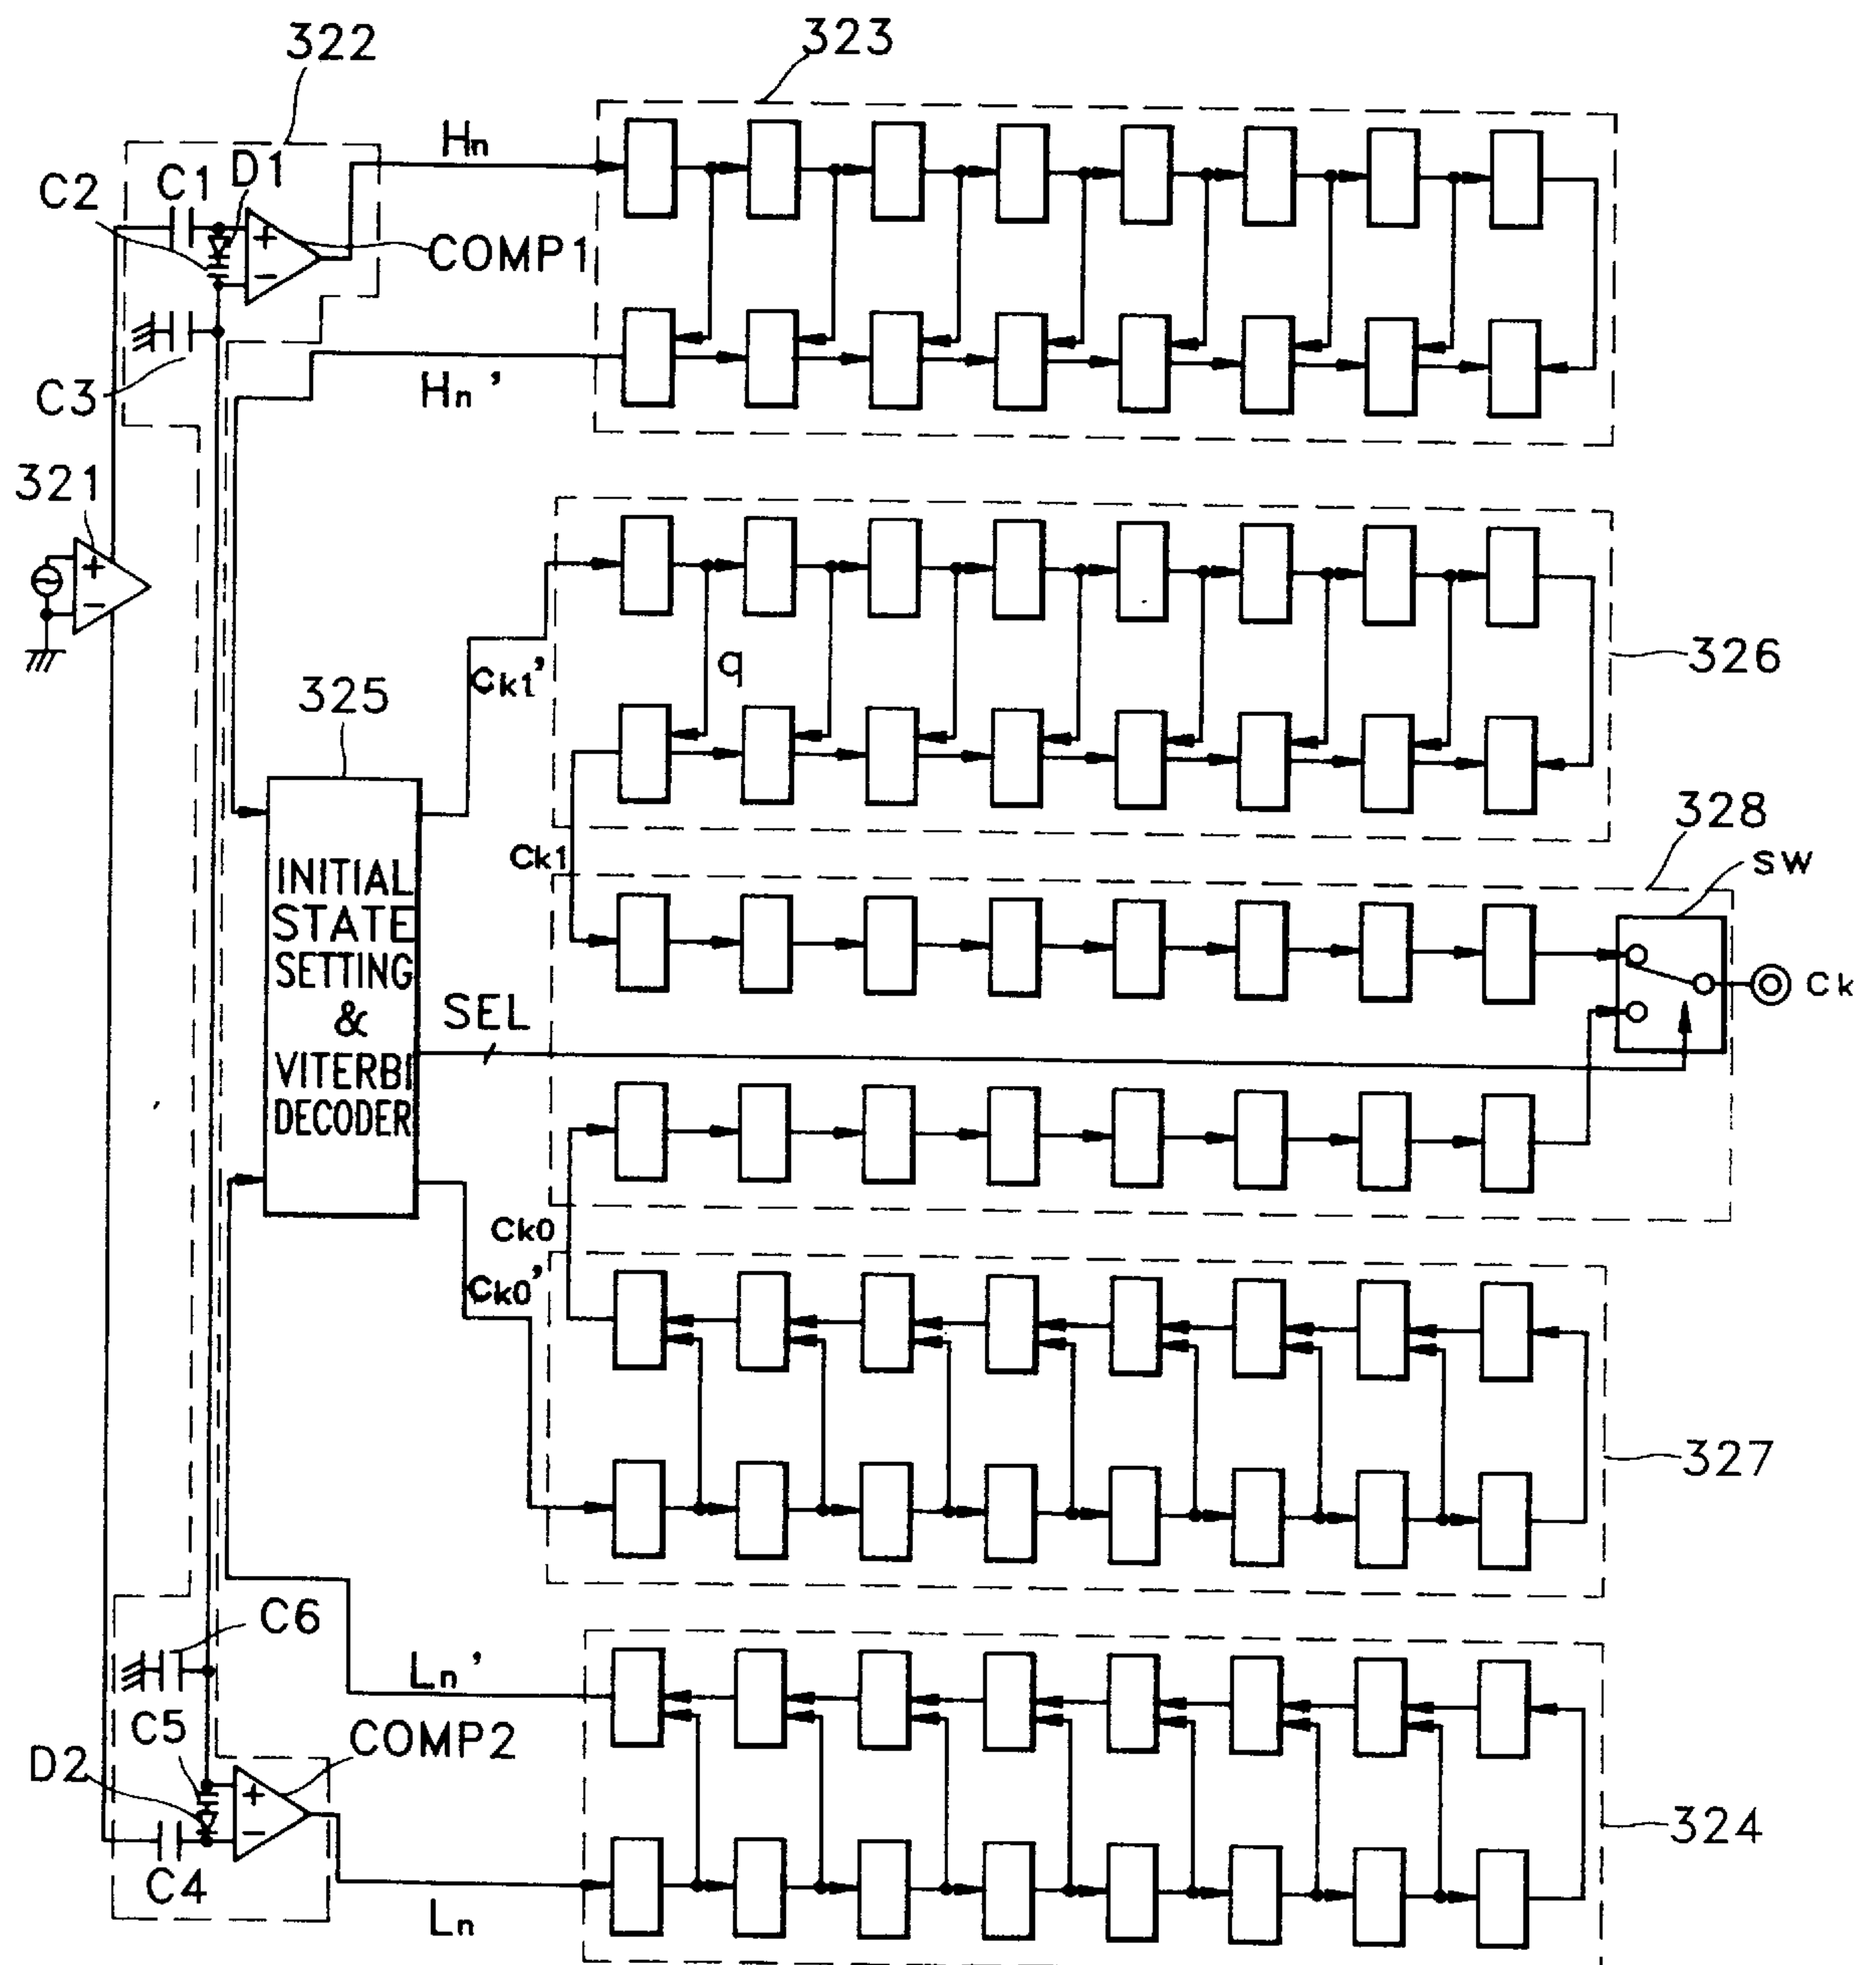 322
323
Hn
C2
C1
D1
+
−
COMP1
C3
Hn'
321
+
−
326
q
Ck1'
325
328
SW
Ck1
INITIAL
STATE
SETTING
&
VITERBI
DECODER
SEL
Ck
Ck0
Ck0'
327
C6
Ln'
C5
COMP2
D2
+
−
324
C4
Ln